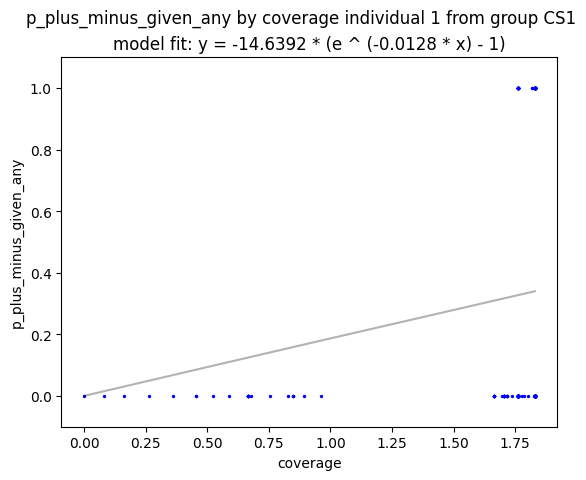 p_plus_minus_given_any by coverage individual 1 from group CS1
model fit: y = -14.6392 * (e ^ (-0.0128 * x) - 1)
p_plus_minus_given_any
1.0
0.8
0.6
0.4
0.2
0.0
0.00 0.25 0.50 0.75 1.00 1.25 1.50 1.75
coverage